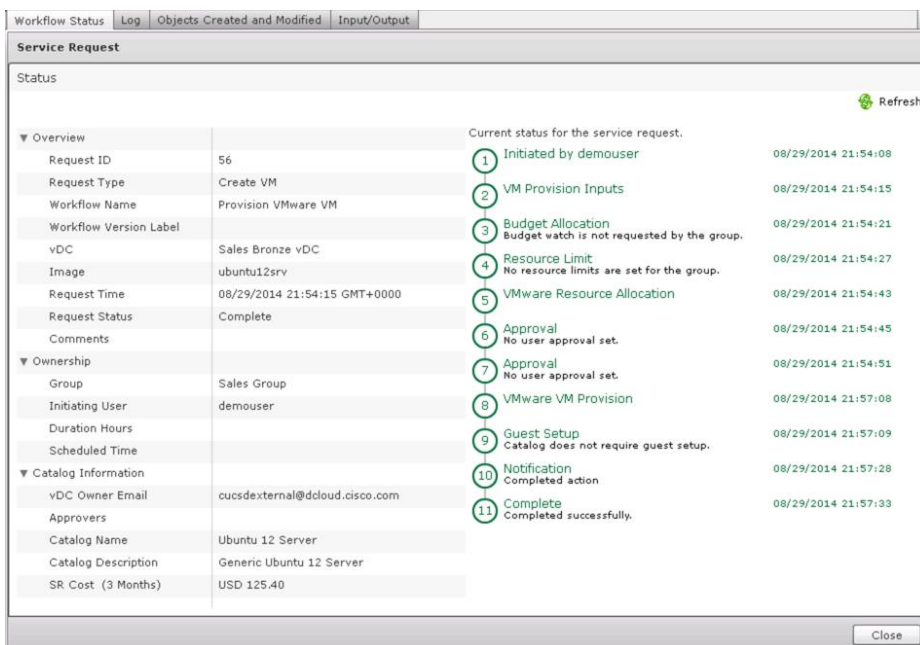 Workflow Status Log Objects Created and Modified Input/Output
Service Request
Status
Refresh
Overview
Request ID 56
Request Type Create VM
Workflow Name Provision VMware VM
Workflow Version Label
vDC Sales Bronze vDC
Image ubuntu12srv
Request Time 08/29/2014 21:54:15 GMT+0000
Request Status Complete
Comments
Ownership
Group Sales Group
Initiating User demouser
Duration Hours
Scheduled Time
Catalog Information
vDC Owner Email cucsdexternal@dcloud.cisco.com
Approvers
Catalog Name Ubuntu 12 Server
Catalog Description Generic Ubuntu 12 Server
SR Cost (3 Months) USD 125.40
Current status for the service request.
1 Initiated by demouser 08/29/2014 21:54:08
2 VM Provision Inputs 08/29/2014 21:54:15
3 Budget Allocation 08/29/2014 21:54:21
Budget watch is not requested by the group.
4 Resource Limit 08/29/2014 21:54:27
No resource limits are set for the group.
5 VMware Resource Allocation 08/29/2014 21:54:43
6 Approval 08/29/2014 21:54:45
No user approval set.
7 Approval 08/29/2014 21:54:51
No user approval set.
8 VMware VM Provision 08/29/2014 21:57:08
9 Guest Setup 08/29/2014 21:57:09
Catalog does not require guest setup.
10 Notification 08/29/2014 21:57:28
Completed action
11 Complete 08/29/2014 21:57:33
Completed successfully.
Close